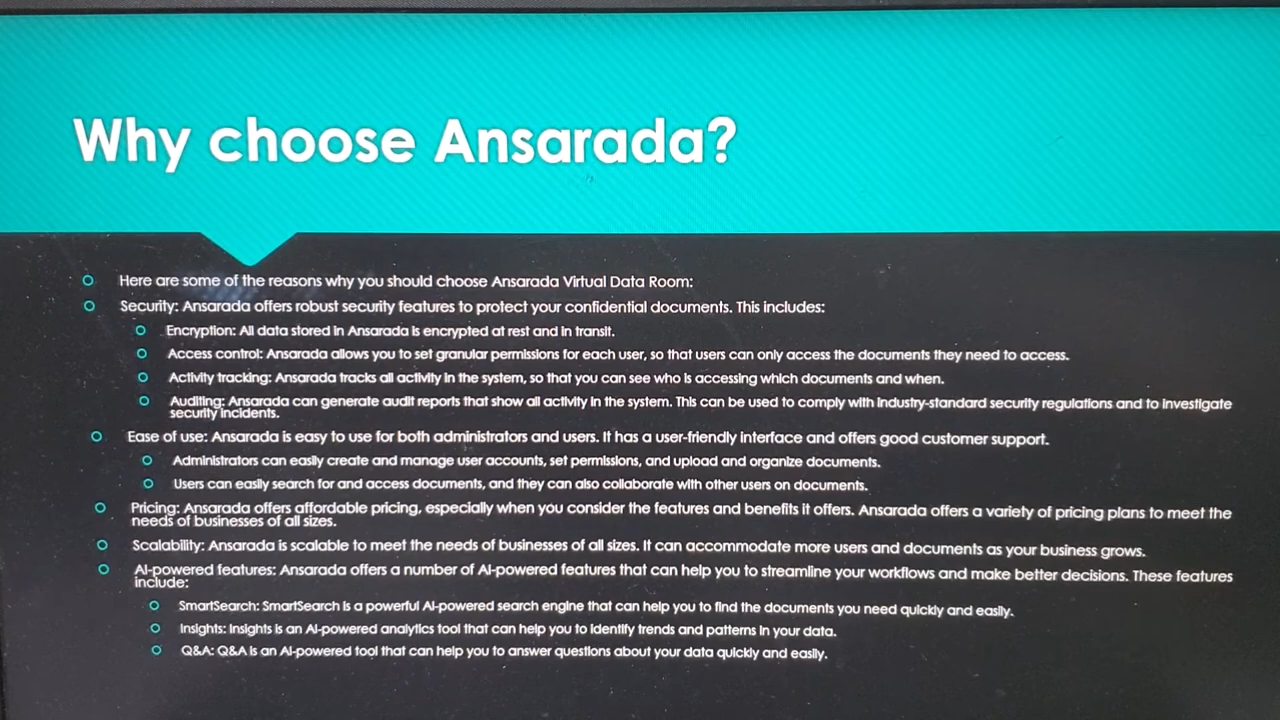 Why choose Ansarada?
Here are some of the reasons why you should choose Ansarada Virtual Data Room:
Security: Ansarada offers robust security features to protect your confidential documents. This includes:
Encryption: All data stored in Ansarada is encrypted at rest and in transit.
Access control: Ansarada allows you to set granular permissions for each user, so that users can only access the documents they need to access.
Activity tracking: Ansarada tracks all activity in the system, so that you can see who is accessing which documents and when.
Auditing: Ansarada can generate audit reports that show all activity in the system. This can be used to comply with industry-standard security regulations and to investigate
security incidents.
Ease of use: Ansarada is easy to use for both administrators and users. It has a user-friendly interface and offers good customer support.
Administrators can easily create and manage user accounts, set permissions, and upload and organize documents.
Users can easily search for and access documents, and they can also collaborate with other users on documents.
Pricing: Ansarada offers affordable pricing, especially when you consider the features and benefits it offers. Ansarada offers a variety of pricing plans to meet the
needs of businesses of all sizes.
Scalability: Ansarada is scalable to meet the needs of businesses of all sizes. It can accommodate more users and documents as your business grows.
AI-powered features: Ansarada offers a number of AI-powered features that can help you to streamline your workflows and make better decisions. These features
include:
SmartSearch: SmartSearch is a powerful AI-powered search engine that can help you to find the documents you need quickly and easily.
Insights: Insights is an AI-powered analytics tool that can help you to identify trends and patterns in your data.
Q&A: Q&A is an AI-powered tool that can help you to answer questions about your data quickly and easily.